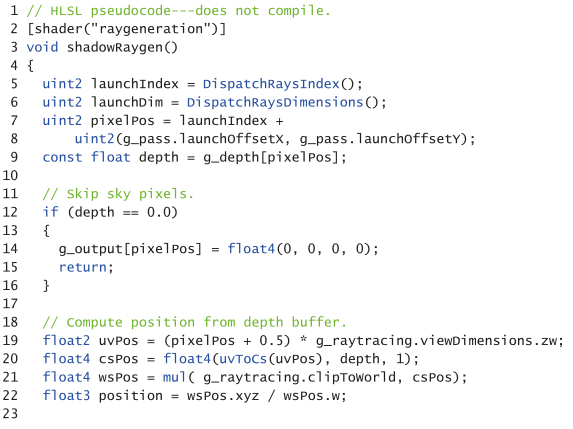 1 // HLSL pseudocode---does not compile.
2 [shader("raygeneration")]
3 void shadowRaygen()
4 {
5   uint2 launchIndex = DispatchRaysIndex();
6   uint2 launchDim = DispatchRaysDimensions();
7   uint2 pixelPos = launchIndex +
8       uint2(g_pass.launchOffsetX, g_pass.launchOffsetY);
9   const float depth = g_depth[pixelPos];
10
11   // Skip sky pixels.
12   if (depth == 0.0)
13   {
14     g_output[pixelPos] = float4(0, 0, 0, 0);
15     return;
16   }
17
18   // Compute position from depth buffer.
19   float2 uvPos = (pixelPos + 0.5) * g_raytracing.viewDimensions.zw;
20   float4 csPos = float4(uvToCs(uvPos), depth, 1);
21   float4 wsPos = mul( g_raytracing.clipToWorld, csPos);
22   float3 position = wsPos.xyz / wsPos.w;
23